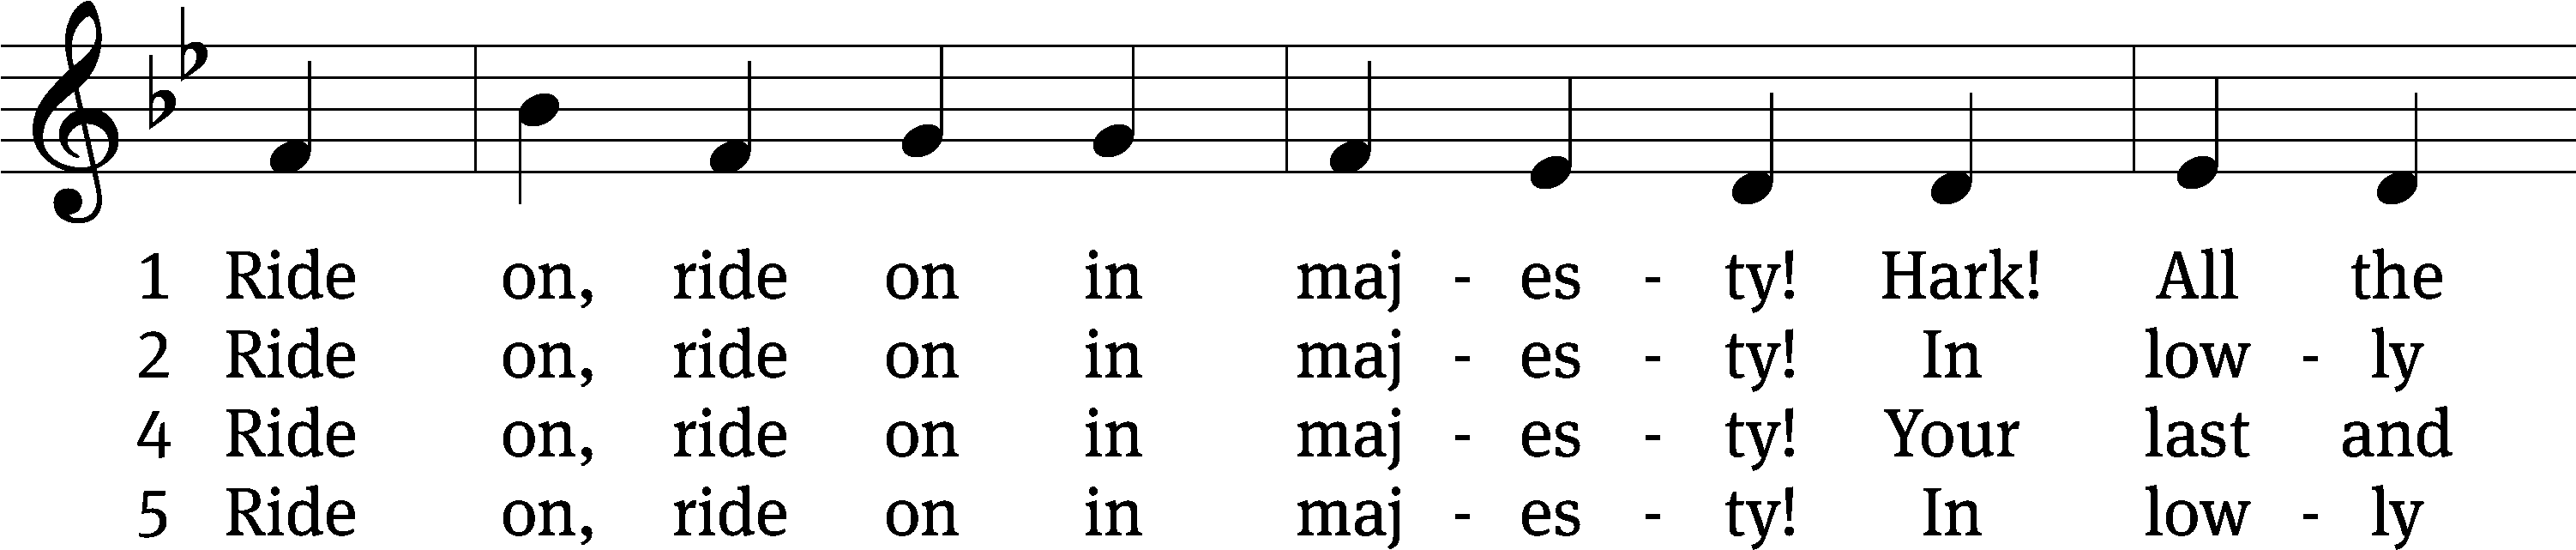 1 Ride on, ride on in maj - es - ty! Hark! All the
2 Ride on, ride on in maj - es - ty! In low - ly
4 Ride on, ride on in maj - es - ty! Your last and
5 Ride on, ride on in maj - es - ty! In low - ly